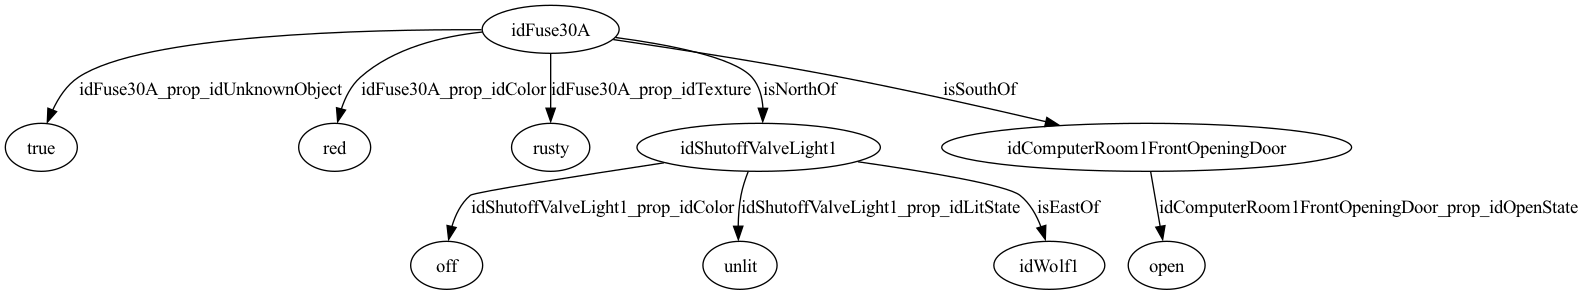 idFuse30A
idFuse30A_prop_idUnknownObject idFuse30A_prop_idColor idFuse30A_prop_idTexture isNorthOf isSouthOf
true red rusty idShutoffValveLight1 idComputerRoom1FrontOpeningDoor
idShutoffValveLight1_prop_idColor idShutoffValveLight1_prop_idLitState isEastOf idComputerRoom1FrontOpeningDoor_prop_idOpenState
off unlit idWolf1 open